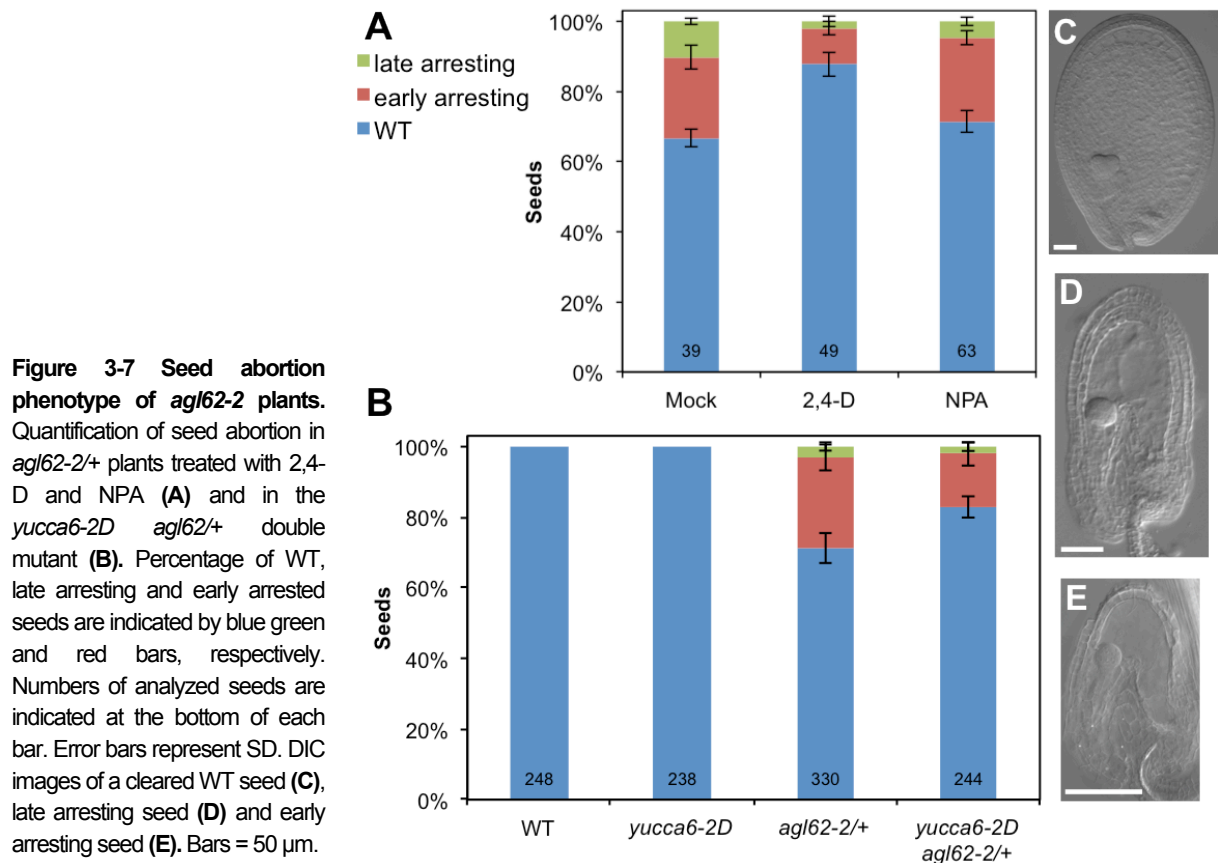 A
late arresting
early arresting
WT
100%
80%
60%
40%
20%
0%
Seeds
39
49
63
Mock
2,4-D
NPA
B
100%
80%
60%
40%
20%
0%
Seeds
248
238
330
244
WT
yucca6-2D
agl62-2/+
yucca6-2D
agl62-2/+
C
D
E
Figure 3-7 Seed abortion
phenotype of agl62-2 plants.
Quantification of seed abortion in
agl62-2/+ plants treated with 2,4-
D and NPA (A) and in the
yucca6-2D agl62/+ double
mutant (B). Percentage of WT,
late arresting and early arrested
seeds are indicated by blue green
and red bars, respectively.
Numbers of analyzed seeds are
indicated at the bottom of each
bar. Error bars represent SD. DIC
images of a cleared WT seed (C),
late arresting seed (D) and early
arresting seed (E). Bars = 50 μm.